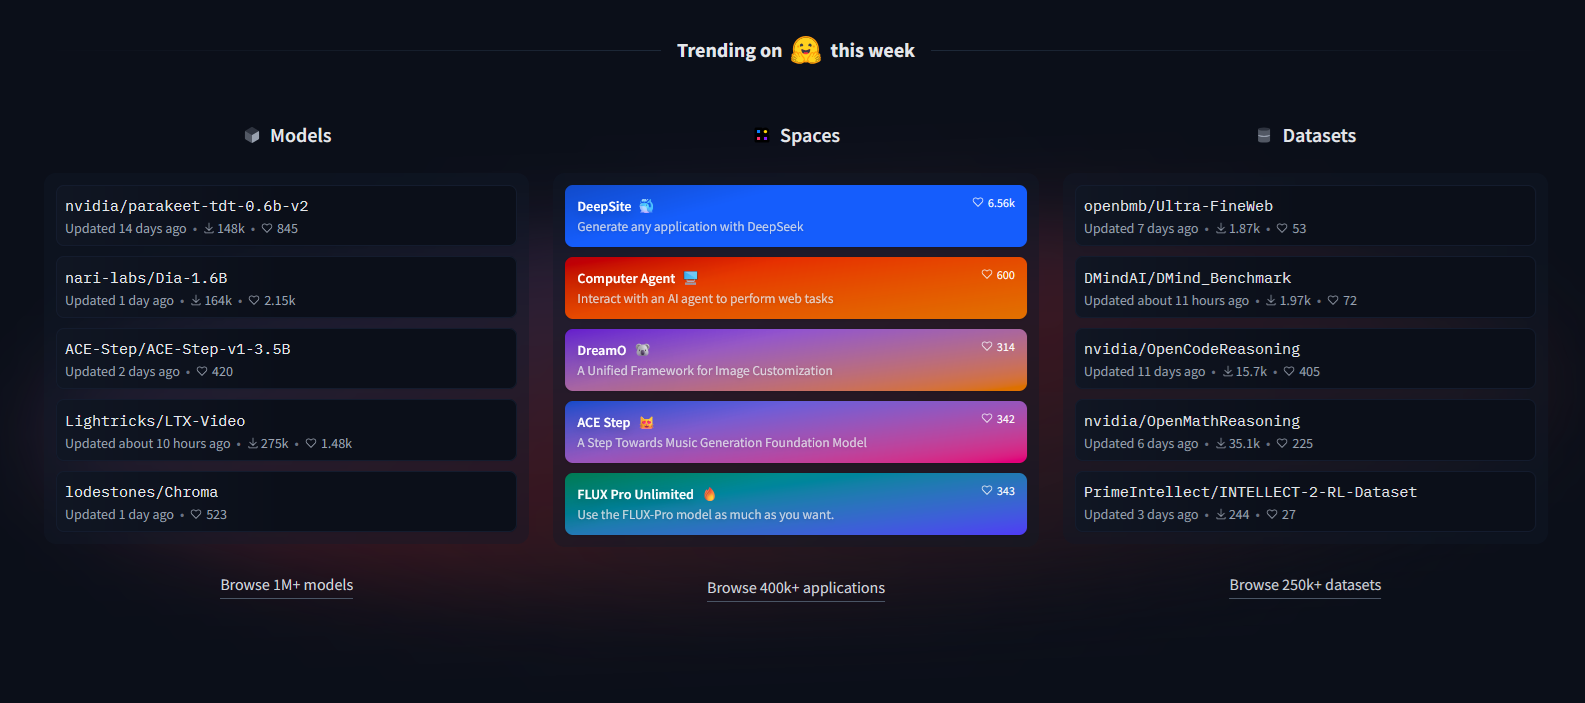 Trending on 🤗 this week
Models
nvidia/parakeet-tdt-0.6b-v2
Updated 14 days ago • 148k • 845
nari-labs/Dia-1.6B
Updated 1 day ago • 164k • 2.15k
ACE-Step/ACE-Step-v1-3.5B
Updated 2 days ago • 420
Lightricks/LTX-Video
Updated about 10 hours ago • 275k • 1.48k
lodestones/Chroma
Updated 1 day ago • 523
Browse 1M+ models
Spaces
DeepSite 🐳 6.56k
Generate any application with DeepSeek
Computer Agent 🖥️ 600
Interact with an AI agent to perform web tasks
DreamO 🐨 314
A Unified Framework for Image Customization
ACE Step 😻 342
A Step Towards Music Generation Foundation Model
FLUX Pro Unlimited 🔥 343
Use the FLUX-Pro model as much as you want.
Browse 400k+ applications
Datasets
openbmb/Ultra-FineWeb
Updated 7 days ago • 1.87k • 53
DMindAI/DMind_Benchmark
Updated about 11 hours ago • 1.97k • 72
nvidia/OpenCodeReasoning
Updated 11 days ago • 15.7k • 405
nvidia/OpenMathReasoning
Updated 6 days ago • 35.1k • 225
PrimeIntellect/INTELLECT-2-RL-Dataset
Updated 3 days ago • 244 • 27
Browse 250k+ datasets